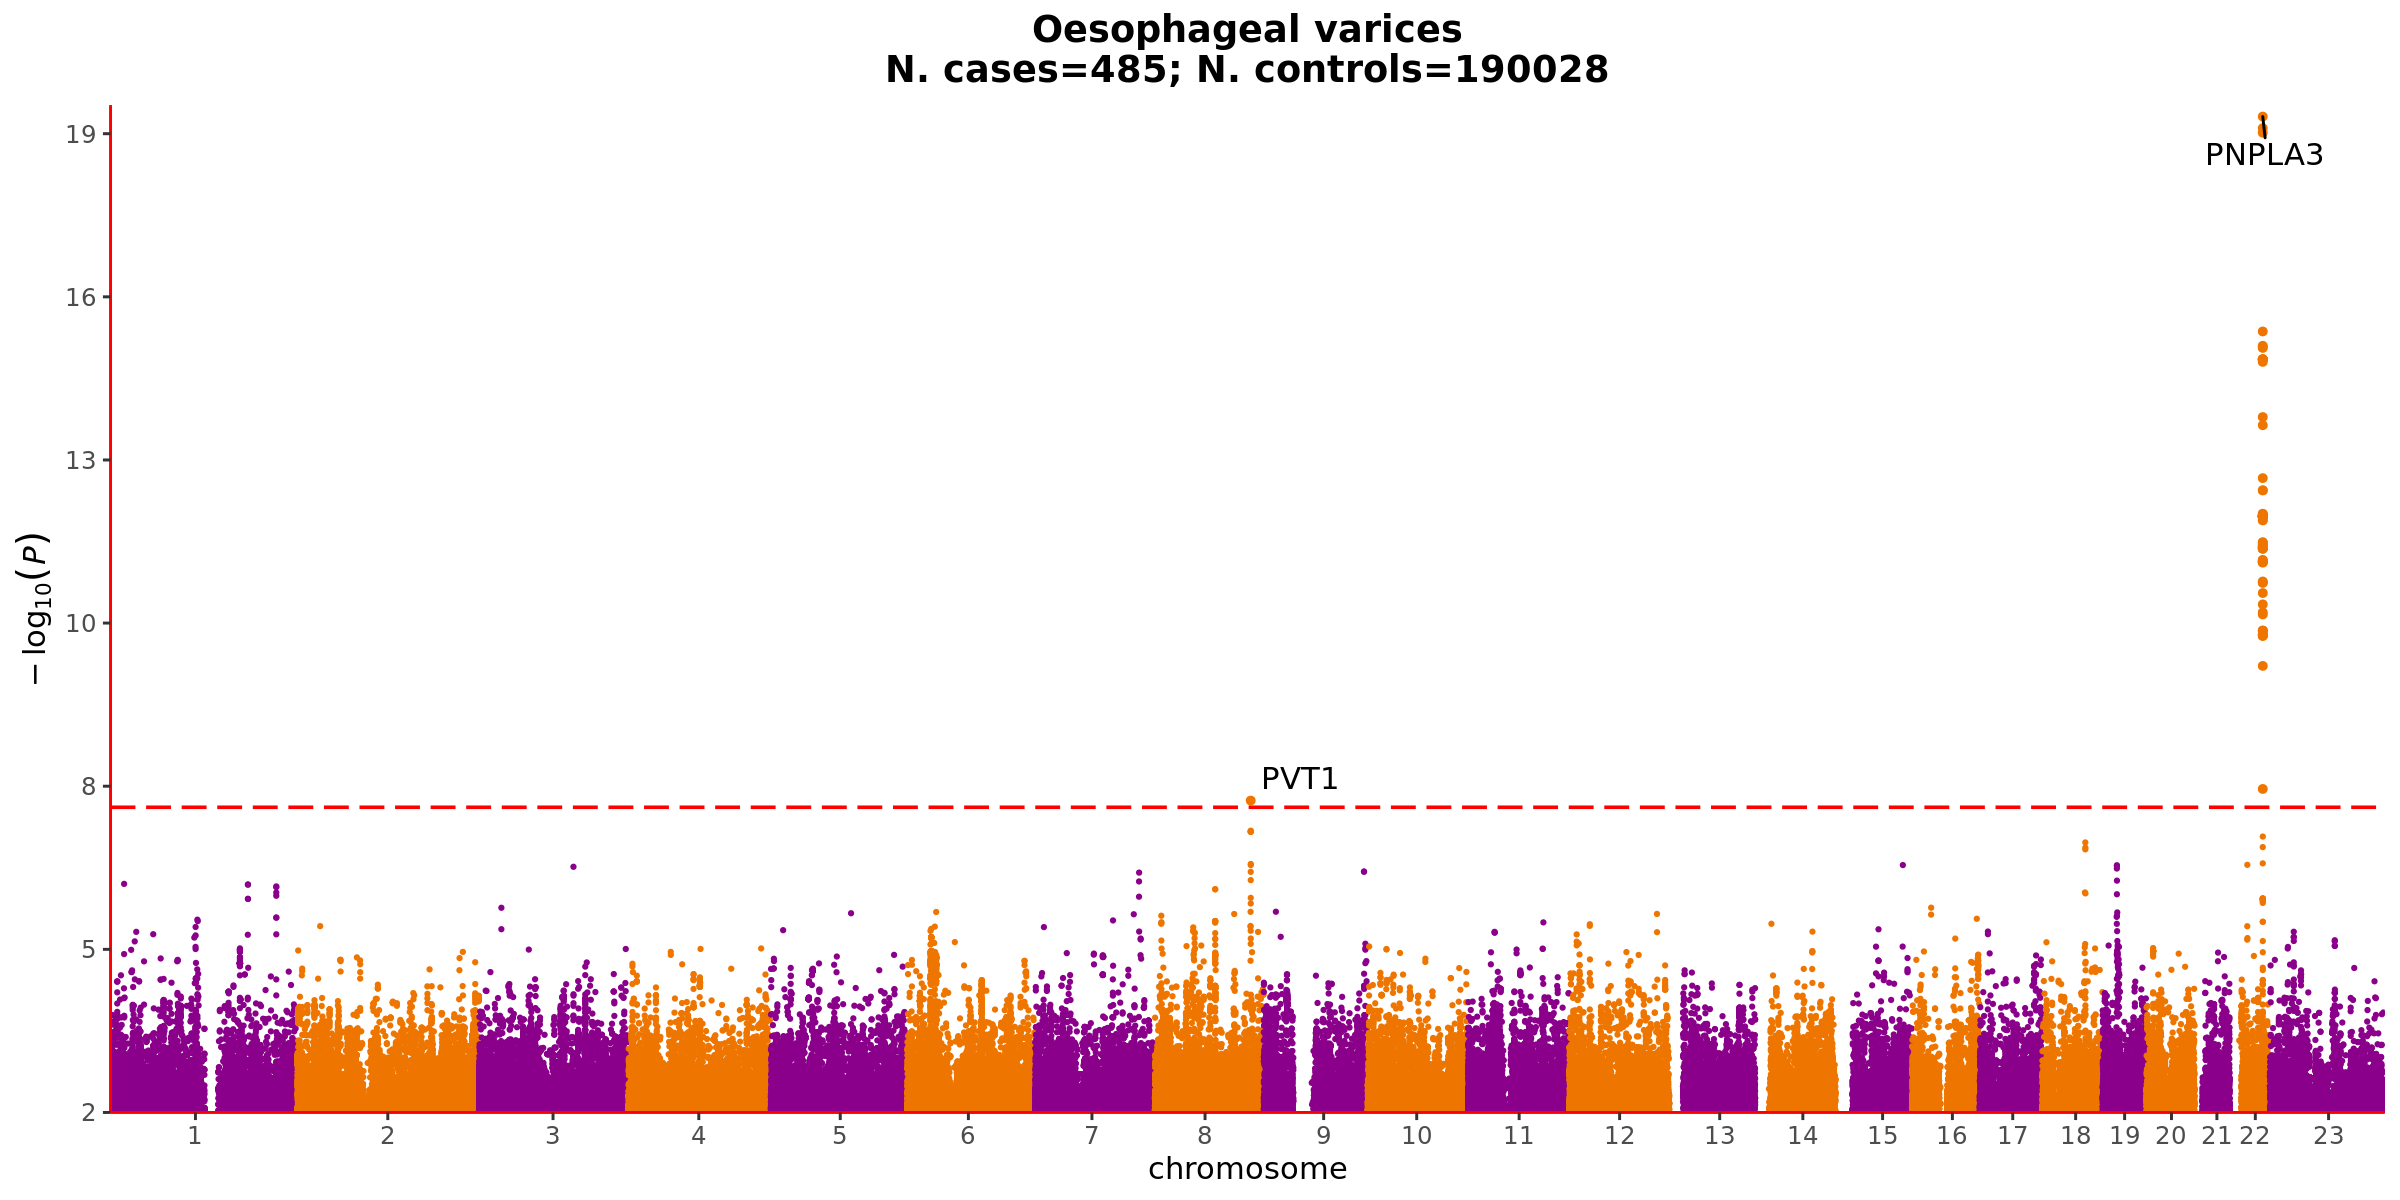 Oesophageal varices
N. cases=485; N. controls=190028
19
PNPLA3
16
13
10
8
PVT1
5
2
−log10(P)
1 2 3 4 5 6 7 8 9 10 11 12 13 14 15 16 17 18 19 20 21 22 23
chromosome